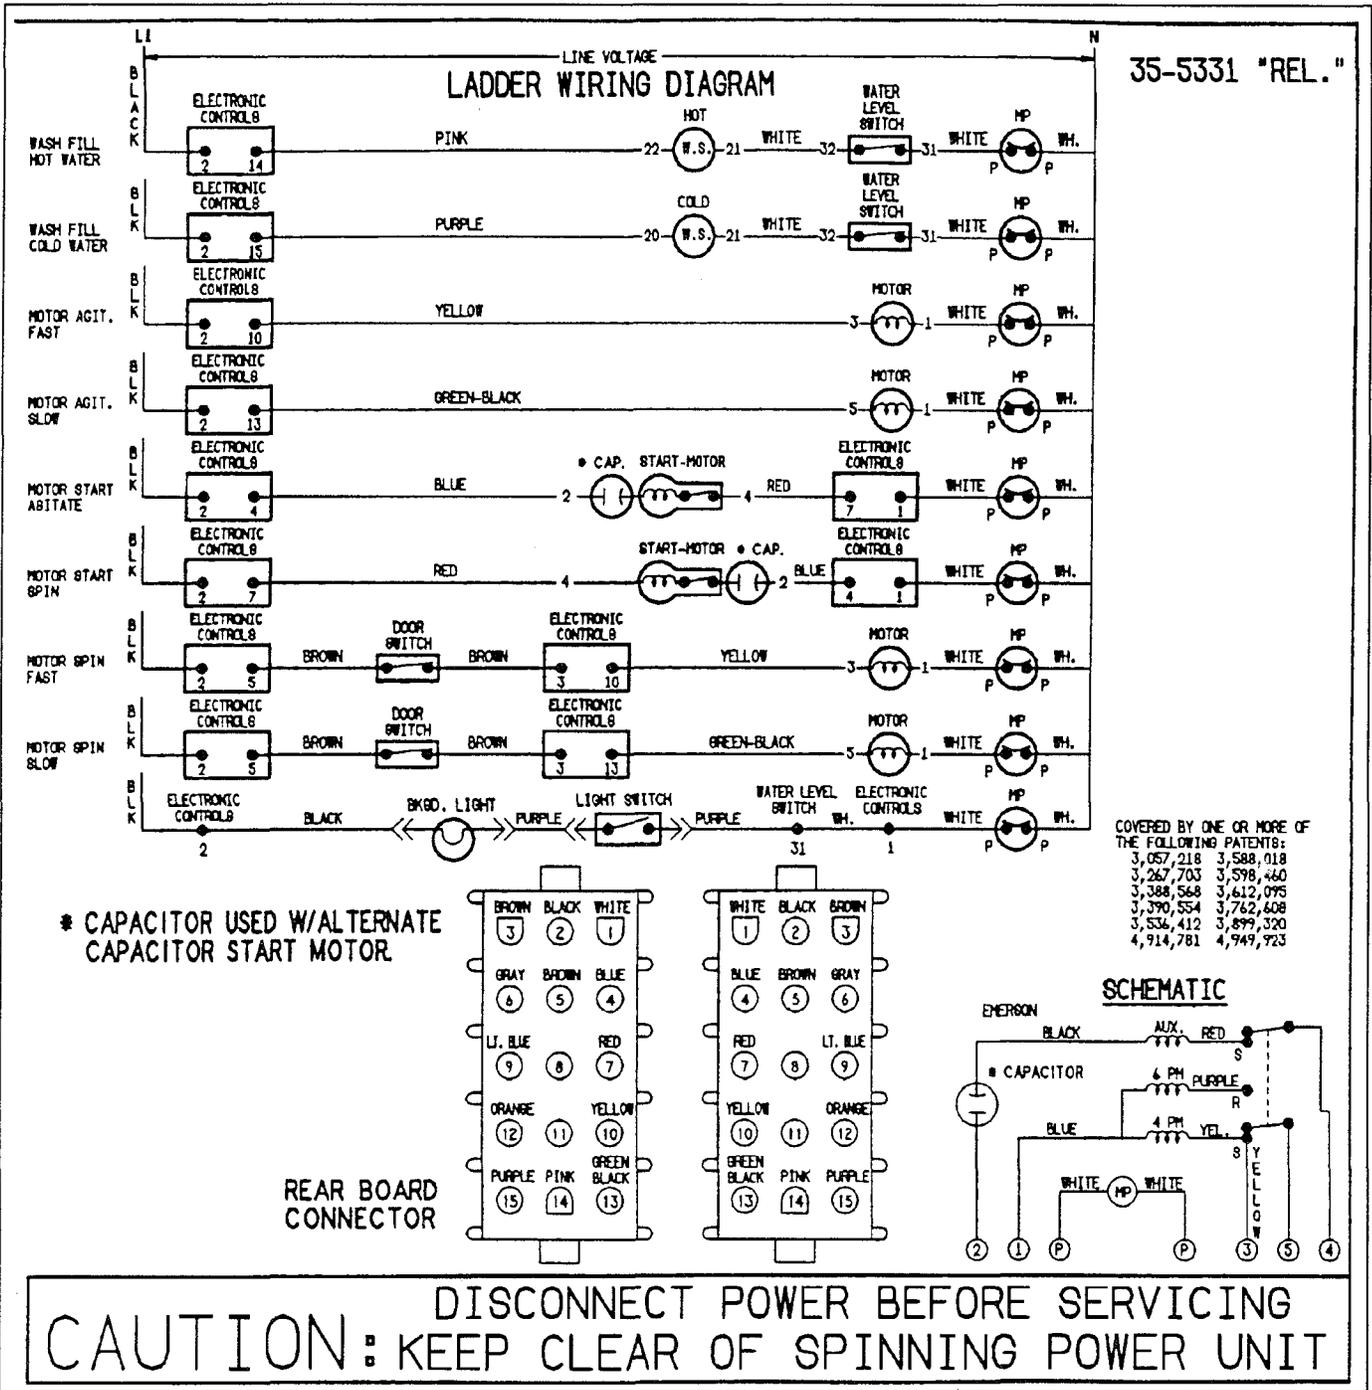 L1
N
LINE VOLTAGE
LADDER WIRING DIAGRAM
35-5331 "REL."
BLACK
WASH FILL
HOT WATER
ELECTRONIC
CONTROLS
2 14
PINK
HOT
22 W.S. 21
WHITE
WATER
LEVEL
SWITCH
32 31
WHITE
MP
P P
WH.
BLK
WASH FILL
COLD WATER
ELECTRONIC
CONTROLS
2 15
PURPLE
COLD
20 W.S. 21
WHITE
WATER
LEVEL
SWITCH
32 31
WHITE
MP
P P
WH.
BLK
MOTOR AGIT.
FAST
ELECTRONIC
CONTROLS
2 10
YELLOW
MOTOR
3 1
WHITE
MP
P P
WH.
BLK
MOTOR AGIT.
SLOW
ELECTRONIC
CONTROLS
2 13
GREEN-BLACK
MOTOR
5 1
WHITE
MP
P P
WH.
BLK
MOTOR START
AGITATE
ELECTRONIC
CONTROLS
2 4
BLUE
* CAP. START-MOTOR
2 4
RED
ELECTRONIC
CONTROLS
7 1
WHITE
MP
P P
WH.
BLK
MOTOR START
SPIN
ELECTRONIC
CONTROLS
2 7
RED
START-MOTOR * CAP.
4 2
BLUE
ELECTRONIC
CONTROLS
4 1
WHITE
MP
P P
WH.
BLK
MOTOR SPIN
FAST
ELECTRONIC
CONTROLS
2 5
BROWN
DOOR
SWITCH
BROWN
ELECTRONIC
CONTROLS
3 10
YELLOW
MOTOR
3 1
WHITE
MP
P P
WH.
BLK
MOTOR SPIN
SLOW
ELECTRONIC
CONTROLS
2 5
BROWN
DOOR
SWITCH
BROWN
ELECTRONIC
CONTROLS
3 13
GREEN-BLACK
MOTOR
5 1
WHITE
MP
P P
WH.
BLK
ELECTRONIC
CONTROLS
2
BLACK
BKGD. LIGHT
PURPLE
LIGHT SWITCH
PURPLE
WATER LEVEL
SWITCH
31
WH.
ELECTRONIC
CONTROLS
1
WHITE
MP
P P
COVERED BY ONE OR MORE OF
THE FOLLOWING PATENTS:
3,057,218 3,588,018
3,267,703 3,598,460
3,388,568 3,612,095
3,390,554 3,762,608
3,536,412 3,899,320
4,914,781 4,949,923
* CAPACITOR USED W/ALTERNATE
CAPACITOR START MOTOR
REAR BOARD
CONNECTOR
BROWN BLACK WHITE
3 2 1
GRAY BROWN BLUE
6 5 4
LT. BLUE RED
9 8 7
ORANGE YELLOW
12 11 10
PURPLE PINK GREEN BLACK
15 14 13
WHITE BLACK BROWN
1 2 3
BLUE BROWN GRAY
4 5 6
RED LT. BLUE
7 8 9
YELLOW ORANGE
10 11 12
GREEN BLACK PINK PURPLE
13 14 15
SCHEMATIC
EMERSON
BLACK AUX. RED
S
* CAPACITOR
6 PM PURPLE
R
BLUE 4 PM YEL.
S
YELLOW
WHITE MP WHITE
2 1 P P 3 5 4
CAUTION: DISCONNECT POWER BEFORE SERVICING
KEEP CLEAR OF SPINNING POWER UNIT